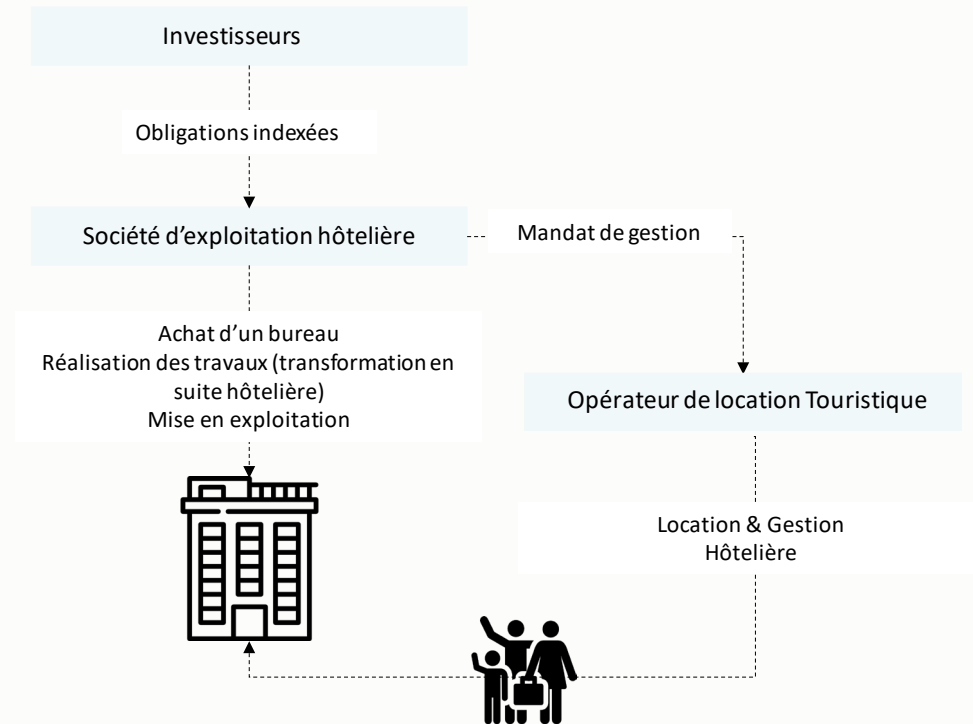 Investisseurs
Obligations indexées
Société d’exploitation hôtelière
Mandat de gestion
Achat d’un bureau
Réalisation des travaux (transformation en
suite hôtelière)
Mise en exploitation
Opérateur de location Touristique
Location & Gestion
Hôtelière